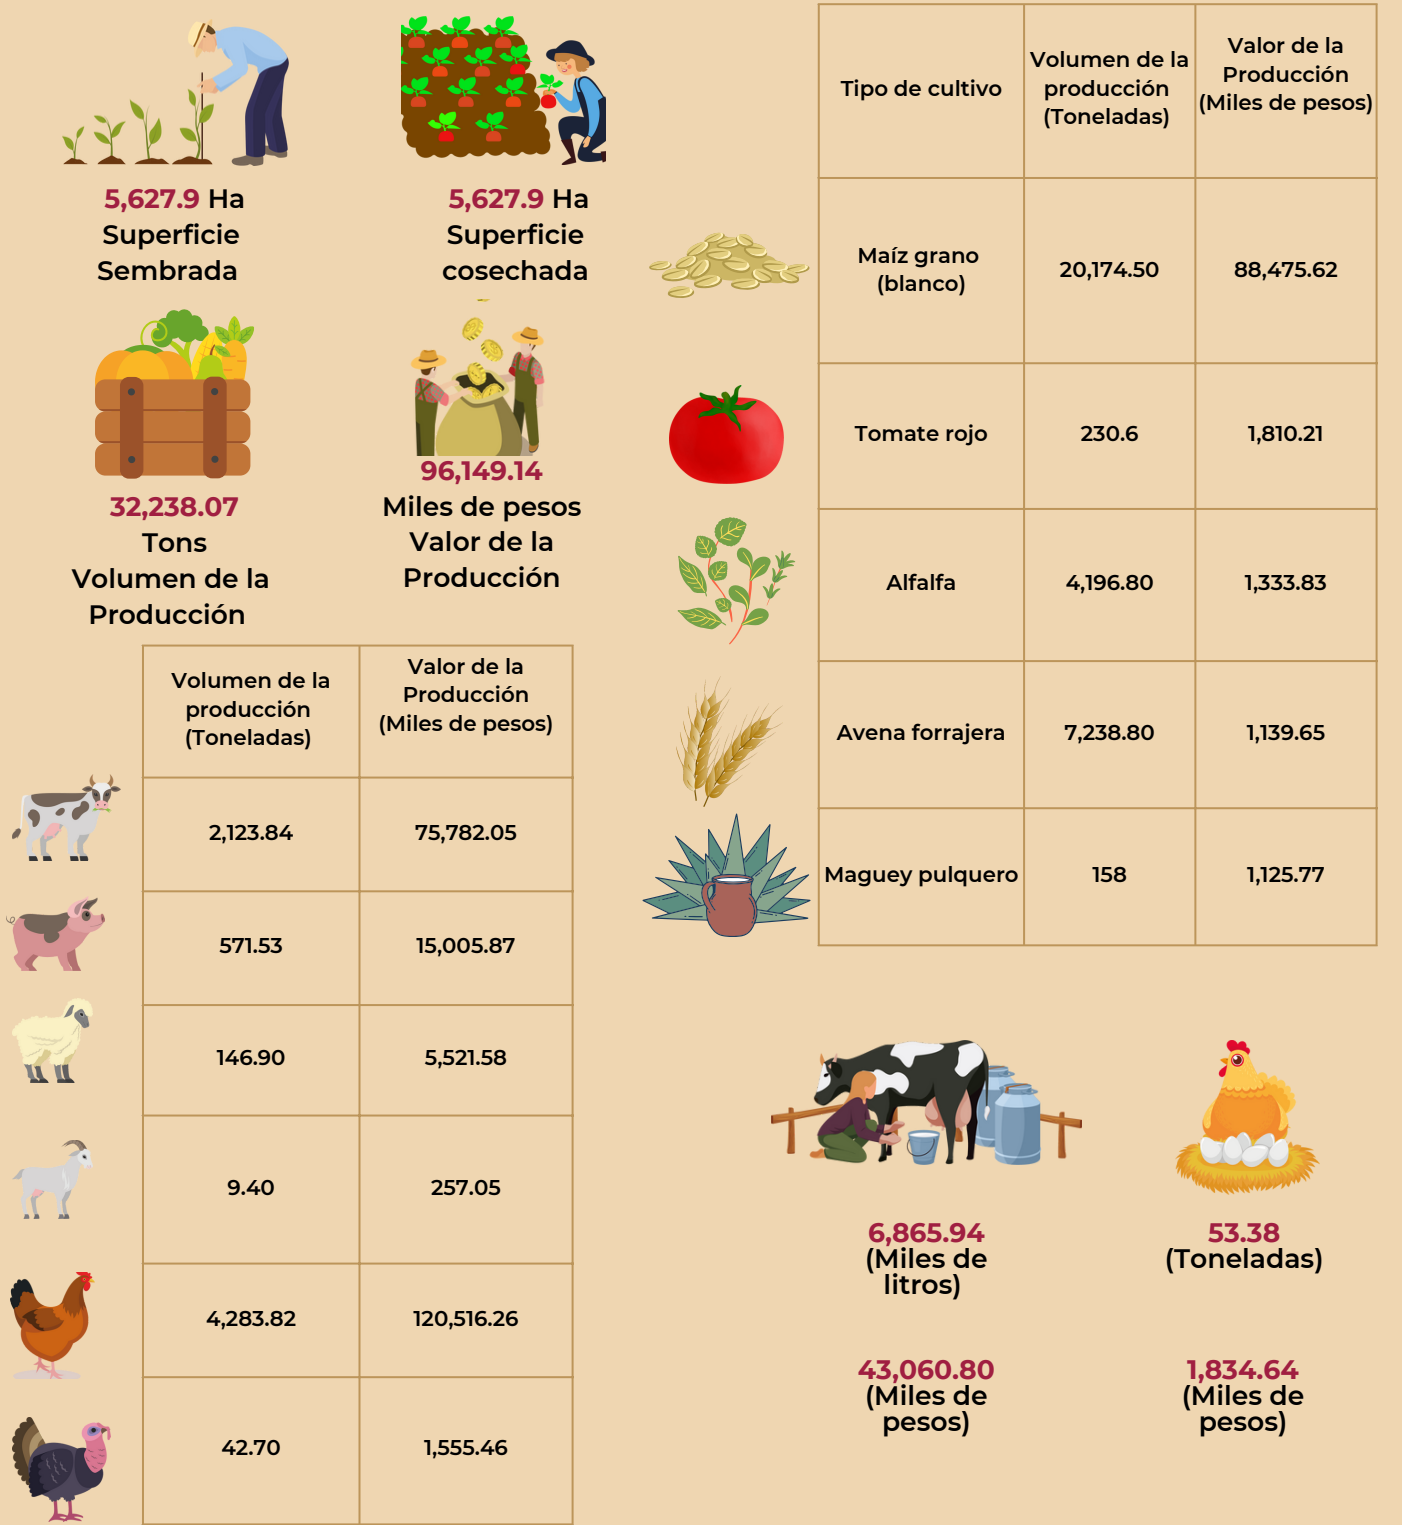 5,627.9 Ha
Superficie
Sembrada
5,627.9 Ha
Superficie
cosechada
32,238.07
Tons
Volumen de la
Producción
96,149.14
Miles de pesos
Valor de la
Producción
Tipo de cultivo
Volumen de la
producción
(Toneladas)
Valor de la
Producción
(Miles de pesos)
Maíz grano
(blanco)
20,174.50
88,475.62
Tomate rojo
230.6
1,810.21
Alfalfa
4,196.80
1,333.83
Avena forrajera
7,238.80
1,139.65
Maguey pulquero
158
1,125.77
Volumen de la
producción
(Toneladas)
Valor de la
Producción
(Miles de pesos)
2,123.84
75,782.05
571.53
15,005.87
146.90
5,521.58
9.40
257.05
4,283.82
120,516.26
42.70
1,555.46
6,865.94
(Miles de
litros)
43,060.80
(Miles de
pesos)
53.38
(Toneladas)
1,834.64
(Miles de
pesos)